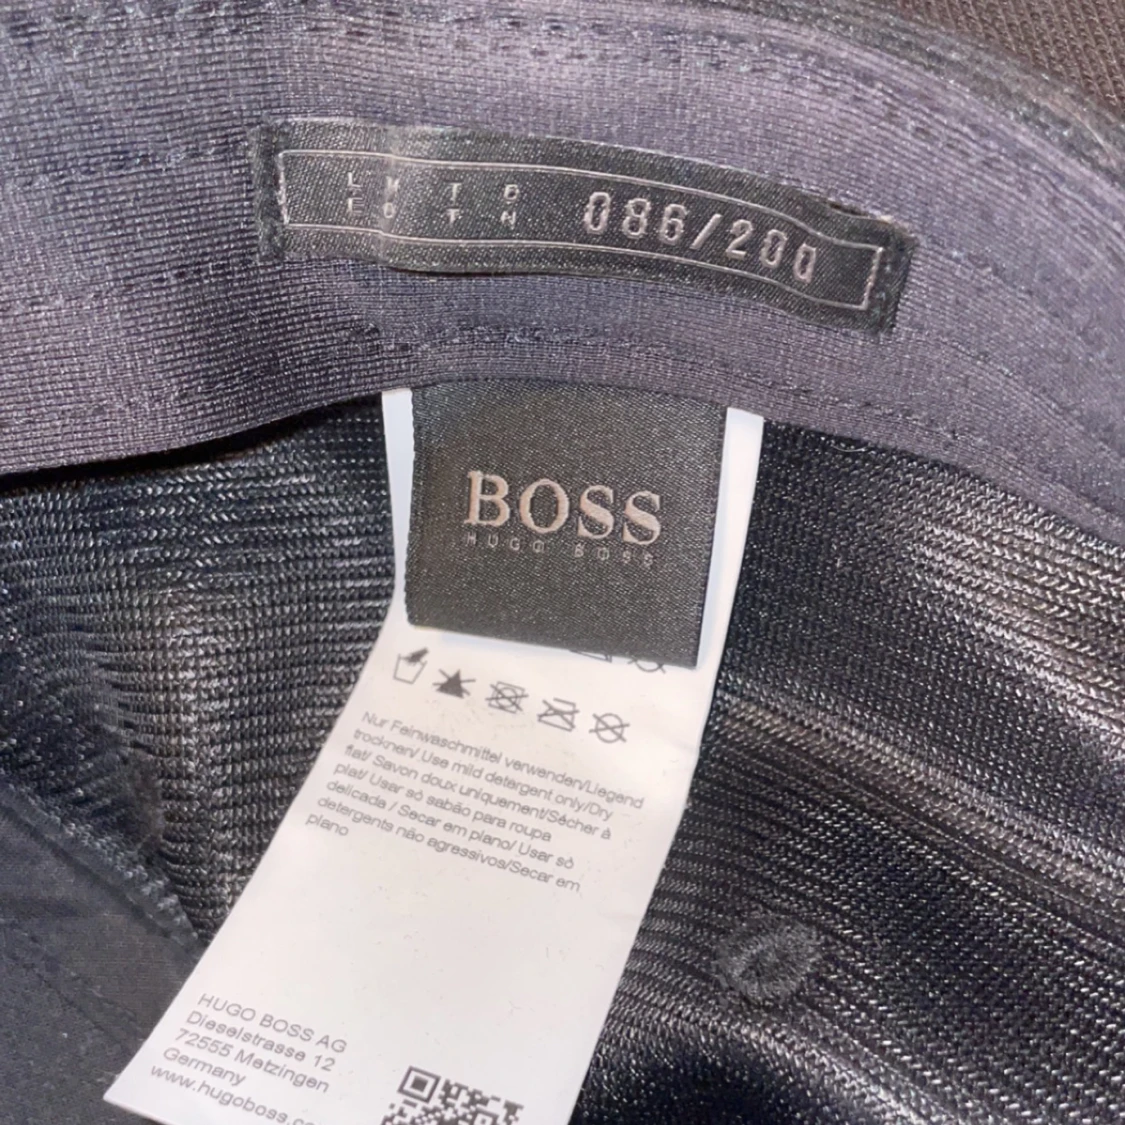 L M T D
E D T N
086/200
BOSS
HUGO BOSS
Nur Feinwaschmittel verwenden/Liegend
trocknen/ Use mild detergent only/Dry
flat/ Savon doux uniquement/Sécher à
plat/ Usar só sabão para roupa
delicada / Secar em plano/ Usar só
detergents não agressivos/Secar em
plano
HUGO BOSS AG
Dieselstrasse 12
72555 Metzingen
Germany
www.hugoboss.co